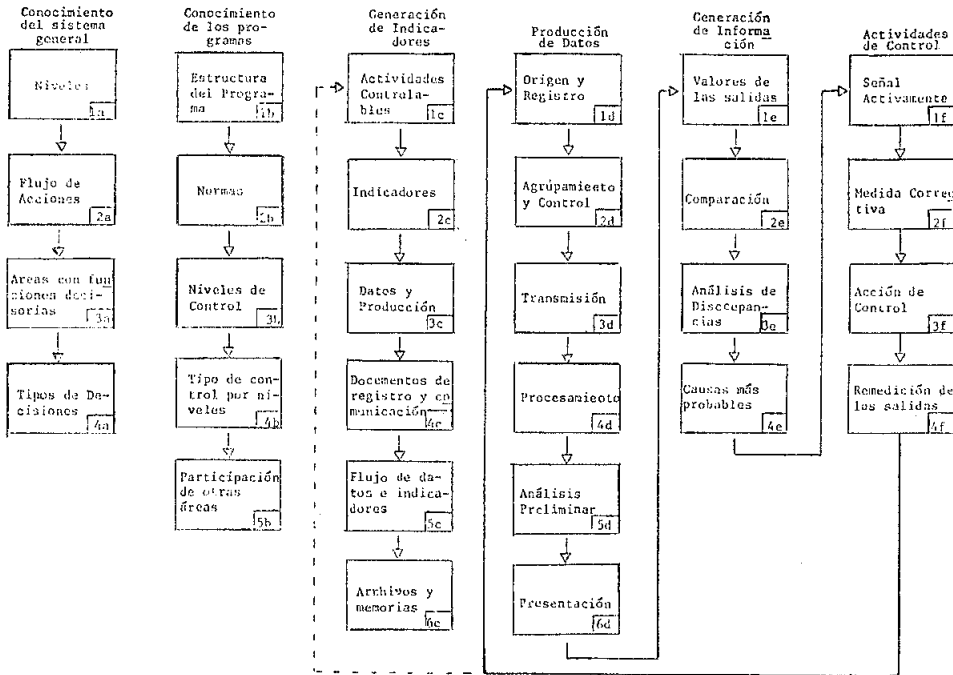 Conocimiento
del sistema
general
Niveles
1a
Flujo de
Acciones
2a
Areas con fun
ciones deci-
sorias
3a
Tipos de De-
cisiones
4a
Conocimiento
de los pro-
gramas
Estructura
del Progra-
ma
1b
Normas
2b
Niveles de
Control
3b
Tipo de con-
trol por ni-
veles
4b
Participación
de otras
áreas
5b
Generación
de Indica-
dores
Actividades
Controla-
bles
1c
Indicadores
2c
Datos y
Producción
3c
Documentos de
registro y co
municación
4c
Flujo de da-
tos e indica-
dores
5c
Archivos y
memorias
6c
Producción
de Datos
Origen y
Registro
1d
Agrúpamiento
y Control
2d
Transmisión
3d
Procesamiento
4d
Análisis
Preliminar
5d
Presentación
6d
Generación
de Informa
ción
Valores de
las salidas
1e
Comparación
2e
Análisis de
Disccepan-
cias
3e
Causas más
probables
4e
Actividades
de Control
Señal
Activamente
1f
Medida Correc
tiva
2f
Acción de
Control
3f
Remedición de
las salidas
4f